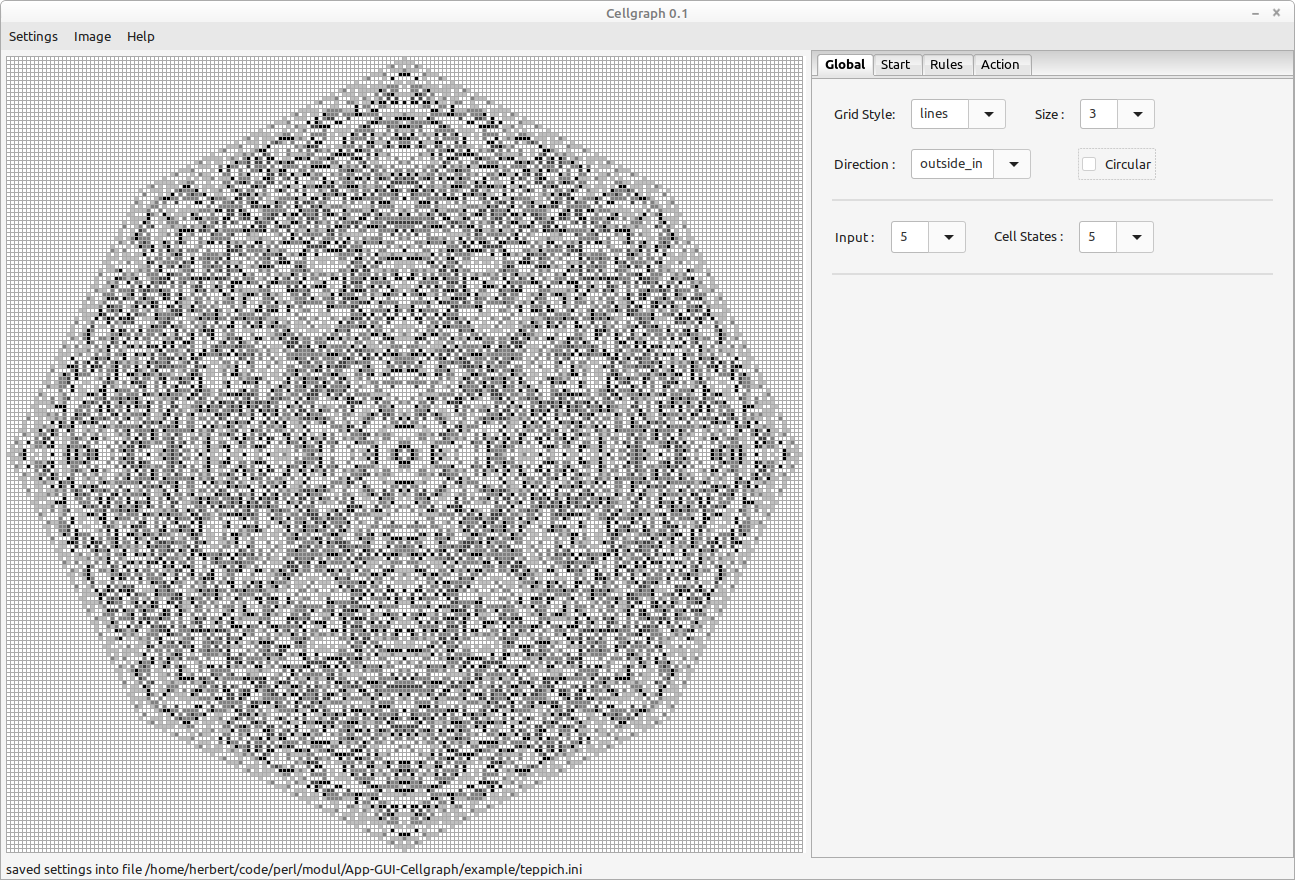 Cellgraph 0.1
Settings Image Help
Global Start Rules Action
Grid Style: lines Size : 3
Direction : outside_in Circular
Input : 5 Cell States : 5
saved settings into file /home/herbert/code/perl/modul/App-GUI-Cellgraph/example/teppich.ini